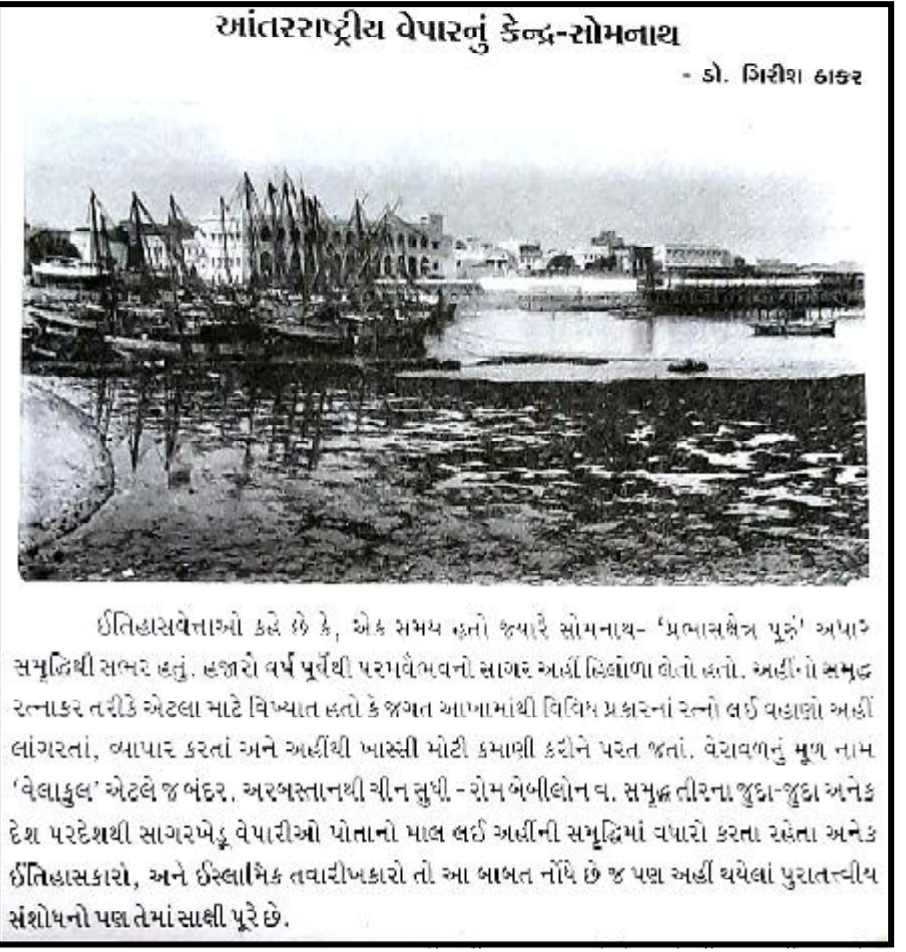 આંતરરાષ્ટ્રીય વેપારનું કેન્દ્ર-સોમનાથ
- ડો. ગિરીશ ઠાકર
ઈતિહાસવેત્તાઓ કહે છે કે, એક સમય હતો જ્યારે સોમનાથ- 'પ્રભાસક્ષેત્ર પૂરું' અપાર
સમૃદ્ધિથી સભર હતું. હજારો વર્ષ પૂર્વેથી પરમવૈભવનો સાગર અહીં હિલોળા લેતો હતો. અહીંનો સમુદ્ર
રત્નાકર તરીકે એટલા માટે વિખ્યાત હતો કે જગત આખામાંથી વિવિધ પ્રકારનાં રત્નો લઈ વહાણો અહીં
લાંગરતાં, વ્યાપાર કરતાં અને અહીંથી ખાસ્સી મોટી કમાણી કરીને પરત જતાં. વેરાવળનું મૂળ નામ
'વેલાકુલ' એટલે જ બંદર. અરબસ્તાનથી ચીન સુધી - રોમ બેબીલોન વ. સમૃદ્ધ તીરના જુદા-જુદા અનેક
દેશ પરદેશથી સાગરખેડૂ વેપારીઓ પોતાનો માલ લઈ અહીંની સમૃદ્ધિમાં વધારો કરતા રહેતા અનેક
ઈતિહાસકારો, અને ઈસ્લામિક તવારીખકારો તો આ બાબત નોંધે છે જ પણ અહીં થયેલાં પુરાતત્ત્વીય
સંશોધનો પણ તેમાં સાક્ષી પૂરે છે.